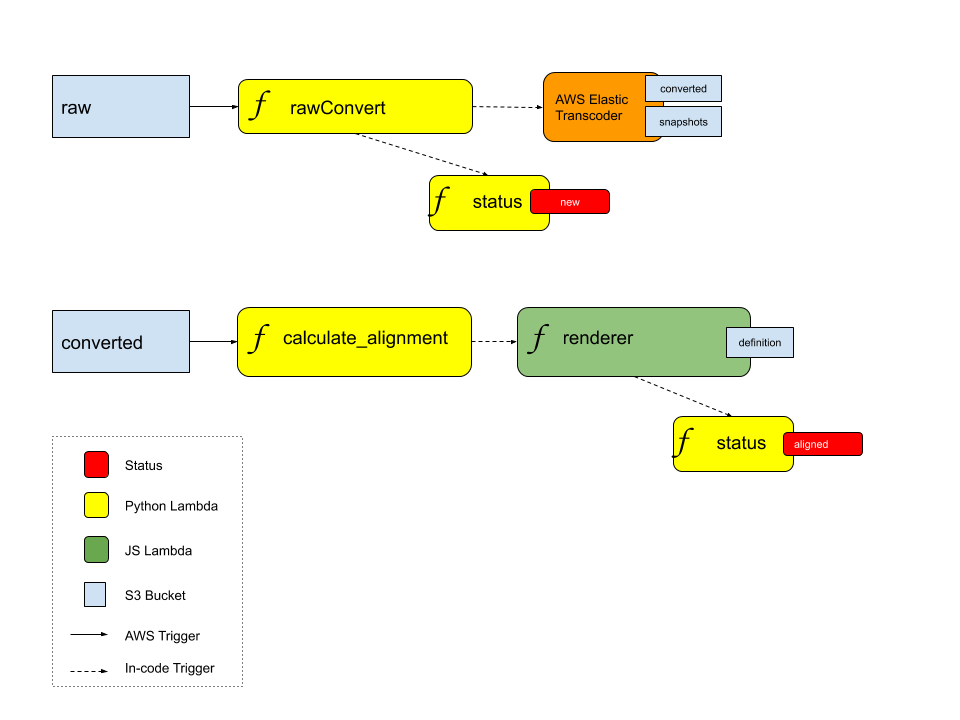 raw
f rawConvert
AWS Elastic
Transcoder
converted
snapshots
f status
new
converted
f calculate_alignment
f renderer
definition
f status
aligned
Status
Python Lambda
JS Lambda
S3 Bucket
AWS Trigger
In-code Trigger